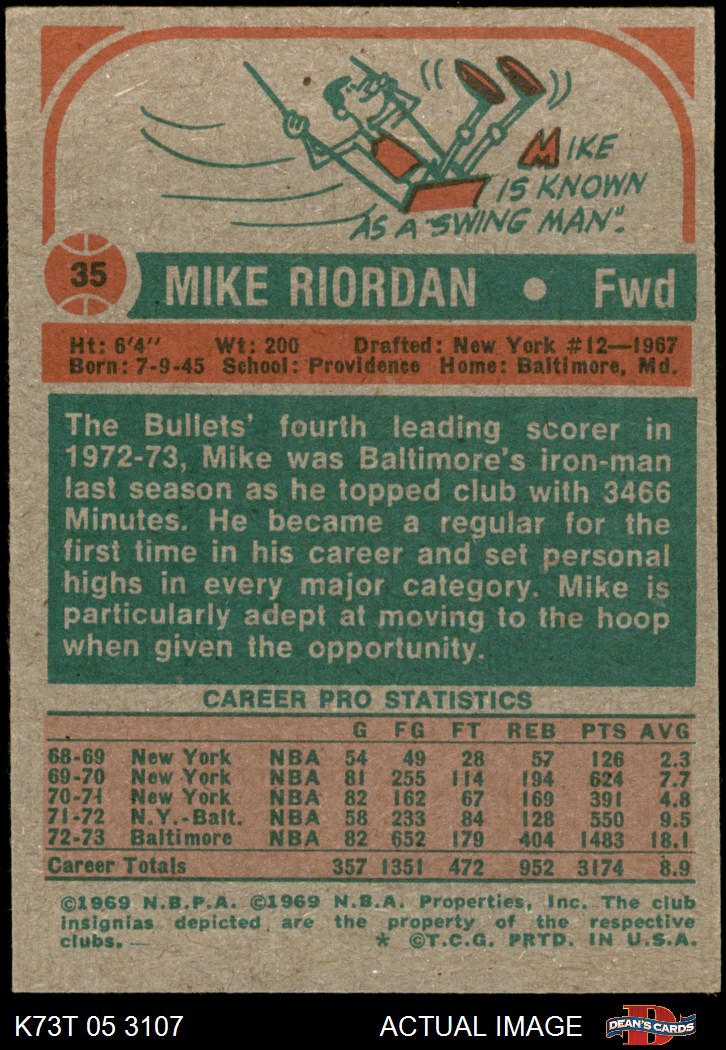 MIKE
IS KNOWN
AS A "SWING MAN".
35
MIKE RIORDAN • Fwd
Ht: 6'4" Wt: 200 Drafted: New York #12—1967
Born: 7-9-45 School: Providence Home: Baltimore, Md.
The Bullets' fourth leading scorer in
1972-73, Mike was Baltimore's iron-man
last season as he topped club with 3466
Minutes. He became a regular for the
first time in his career and set personal
highs in every major category. Mike is
particularly adept at moving to the hoop
when given the opportunity.
CAREER PRO STATISTICS
G FG FT REB PTS AVG
68-69 New York NBA 54 49 28 57 126 2.3
69-70 New York NBA 81 255 114 194 624 7.7
70-71 New York NBA 82 162 67 169 391 4.8
71-72 N.Y.-Balt. NBA 58 233 84 128 550 9.5
72-73 Baltimore NBA 82 652 179 404 1483 18.1
Career Totals 357 1351 472 952 3174 8.9
©1969 N.B.P.A. ©1969 N.B.A. Properties, Inc. The club
insignias depicted are the property of the respective
clubs. — * ©T.C.G. PRTD. IN U.S.A.
K73T 05 3107 ACTUAL IMAGE D DEAN'S CARDS